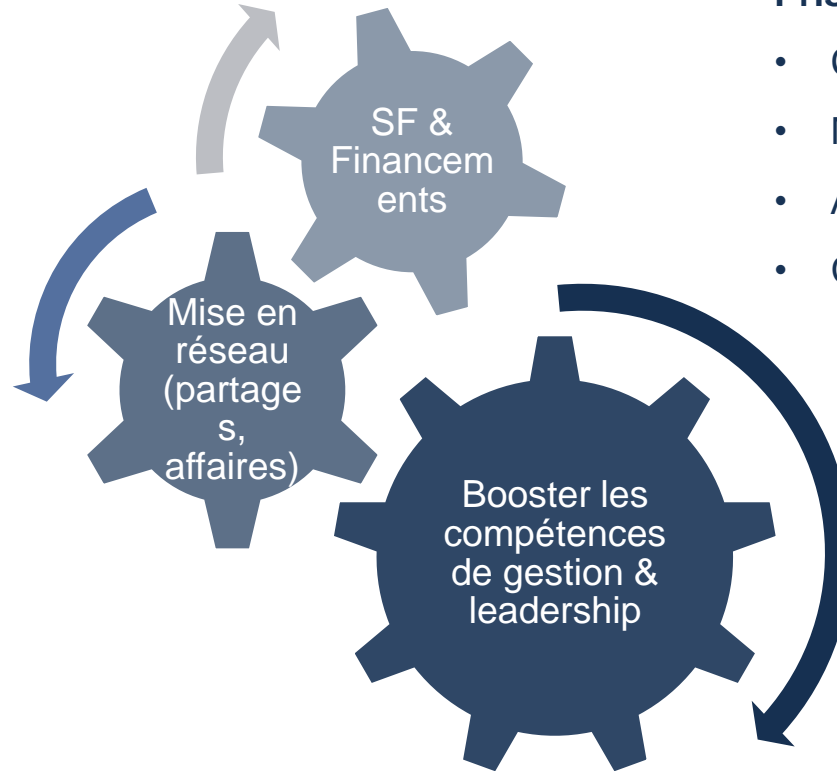 SF &
Financem
ents
Mise en
réseau
(partage
s,
affaires)
Booster les
compétences
de gestion &
leadership